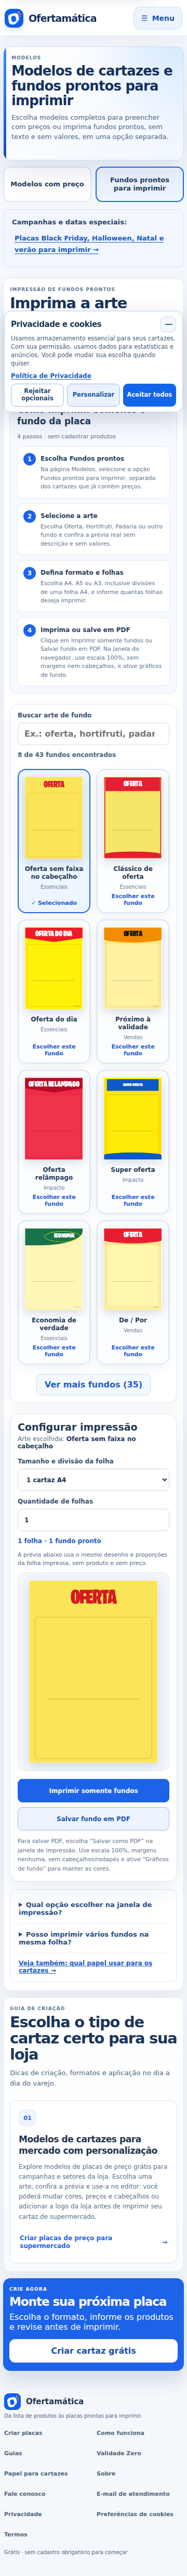 Ofertamática
☰ Menu
MODELOS
Modelos de cartazes e
fundos prontos para
imprimir
Escolha modelos completos para preencher
com preços ou imprima fundos prontos, sem
texto e sem valores, em uma opção separada.
Modelos com preço
Fundos prontos
para imprimir
Campanhas e datas especiais:
Placas Black Friday, Halloween, Natal e
verão para imprimir →
IMPRESSÃO DE FUNDOS PRONTOS
Imprima a arte
Privacidade e cookies
Usamos armazenamento essencial para seus cartazes.
Com sua permissão, usamos dados para estatísticas e
anúncios. Você pode mudar sua escolha quando
quiser.
Política de Privacidade
Rejeitar
opcionais
Personalizar
Aceitar todos
fundo da placa
4 passos · sem cadastrar produtos
1
Escolha Fundos prontos
Na página Modelos, selecione a opção
Fundos prontos para imprimir, separada
dos cartazes que já contêm preços.
2
Selecione a arte
Escolha Oferta, Hortifruti, Padaria ou outro
fundo e confira a prévia real sem
descrição e sem valores.
3
Defina formato e folhas
Escolha A4, A5 ou A3, inclusive divisões
de uma folha A4, e informe quantas folhas
deseja imprimir.
4
Imprima ou salve em PDF
Clique em Imprimir somente fundos ou
Salvar fundo em PDF. Na janela do
navegador, use escala 100%, sem
margens nem cabeçalhos, e ative gráficos
de fundo.
Buscar arte de fundo
Ex.: oferta, hortifruti, padar
8 de 43 fundos encontrados
OFERTA
Oferta sem faixa
no cabeçalho
Essenciais
✓ Selecionado
OFERTA
Clássico de
oferta
Essenciais
Escolher este
fundo
OFERTA DO DIA
Oferta do dia
Essenciais
Escolher este
fundo
OFERTA
Próximo à
validade
Vendas
Escolher este
fundo
OFERTA RELÂMPAGO
Oferta
relâmpago
Impacto
Escolher este
fundo
SUPER OFERTA
Super oferta
Impacto
Escolher este
fundo
ECONOMIA
Economia de
verdade
Essenciais
Escolher este
fundo
OFERTA
De / Por
Vendas
Escolher este
fundo
Ver mais fundos (35)
Configurar impressão
Arte escolhida: Oferta sem faixa no
cabeçalho
Tamanho e divisão da folha
1 cartaz A4
Quantidade de folhas
1
1 folha · 1 fundo pronto
A prévia abaixo usa o mesmo desenho e proporções
da folha impressa, sem produto e sem preço.
OFERTA
Imprimir somente fundos
Salvar fundo em PDF
Para salvar PDF, escolha “Salvar como PDF” na
janela de impressão. Use escala 100%, margens
nenhuma, sem cabeçalhos/rodapés e ative “Gráficos
de fundo” para manter as cores.
▸ Qual opção escolher na janela de
impressão?
▸ Posso imprimir vários fundos na
mesma folha?
Veja também: qual papel usar para os
cartazes →
GUIA DE CRIAÇÃO
Escolha o tipo de
cartaz certo para sua
loja
Dicas de criação, formatos e aplicação no dia a
dia do varejo.
01
Modelos de cartazes para
mercado com personalização
Explore modelos de placas de preço grátis para
campanhas e setores da loja. Escolha uma
arte, confira a prévia e use-a no editor: você
poderá mudar cores, preços e cabeçalhos ou
adicionar o logo da loja antes de imprimir seu
cartaz de supermercado.
Criar placas de preço para
supermercado →
CRIE AGORA
Monte sua próxima placa
Escolha o formato, informe os produtos
e revise antes de imprimir.
Criar cartaz grátis
Ofertamática
Da lista de produtos às placas prontas para imprimir.
Criar placas
Como funciona
Guias
Validade Zero
Papel para cartazes
Sobre
Fale conosco
E-mail de atendimento
Privacidade
Preferências de cookies
Termos
Grátis · sem cadastro obrigatório para começar